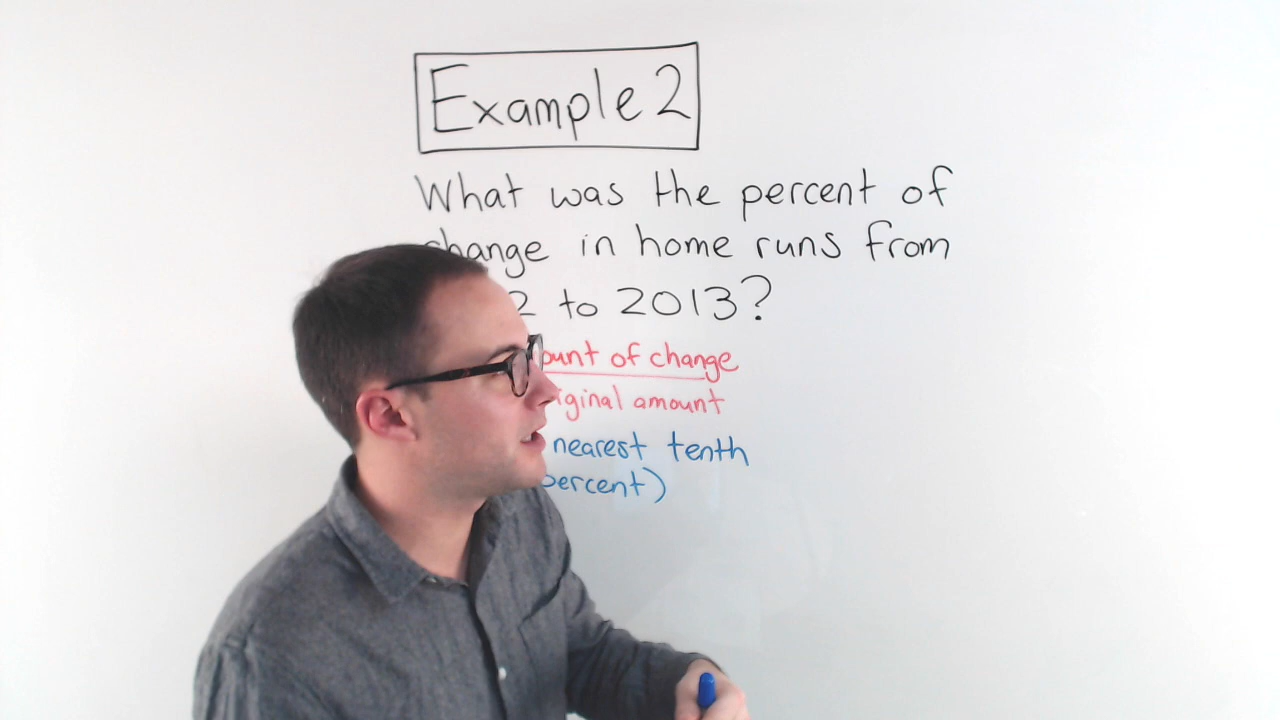 Example 2
What was the percent of
change in home runs from
2 to 2013?
ount of change
iginal amount
nearest tenth
percent)